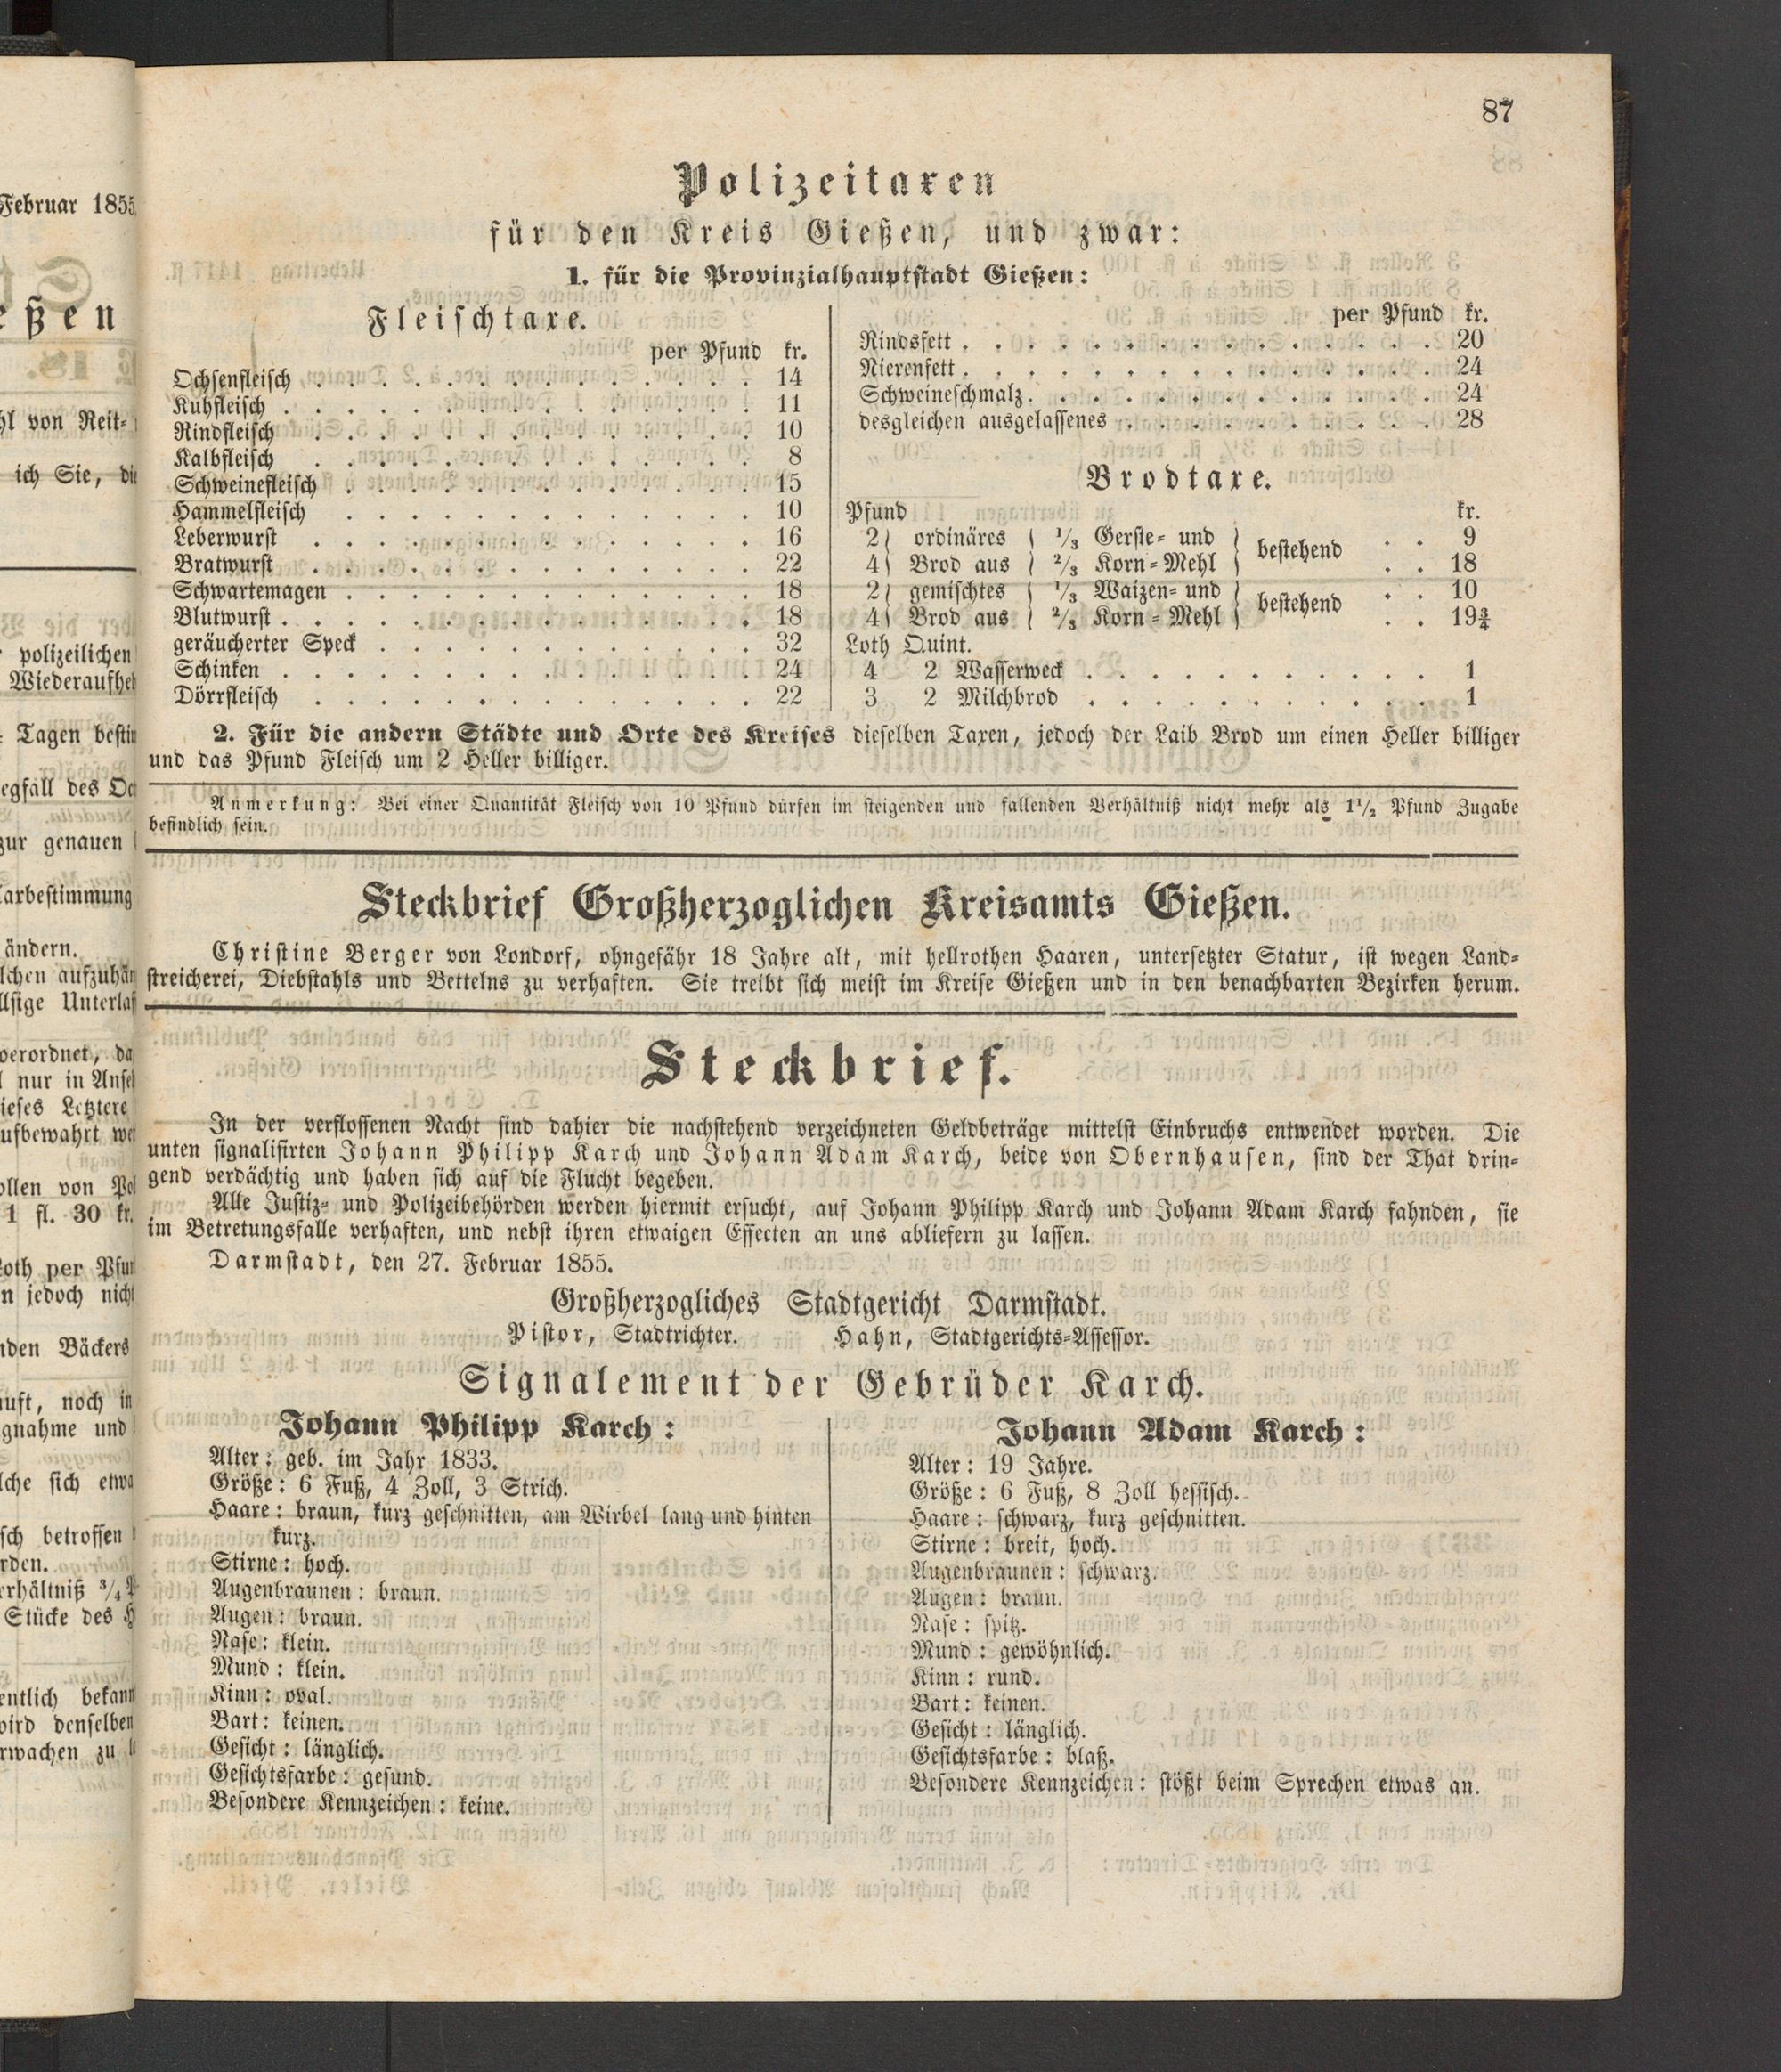 87
Polizeitaxen
für den Kreis Gießen, und zwar:
1. für die Provinzialhauptstadt Gießen:
Fleischtaxe.
per Pfund kr.
Ochsenfleisch . . . . . . . . . . . . . 14
Kuhfleisch . . . . . . . . . . . . . . 11
Rindfleisch . . . . . . . . . . . . . 10
Kalbfleisch . . . . . . . . . . . . . 8
Schweinefleisch . . . . . . . . . . . . 15
Hammelfleisch . . . . . . . . . . . . 10
Leberwurst . . . . . . . . . . . . . 16
Bratwurst . . . . . . . . . . . . . 22
Schwartemagen . . . . . . . . . . . . 18
Blutwurst . . . . . . . . . . . . . . 18
geräucherter Speck . . . . . . . . . . . 32
Schinken . . . . . . . . . . . . . . 24
Dörrfleisch . . . . . . . . . . . . . 22
per Pfund kr.
Rindsfett . . . . . . . . . . . . . . 20
Nierenfett . . . . . . . . . . . . . . 24
Schweineschmalz . . . . . . . . . . . . 24
desgleichen ausgelassenes . . . . . . . . . . 28
Brodtaxe.
Pfund kr.
2 ordinäres 1/3 Gerste- und bestehend . . 9
4 Brod aus 2/3 Korn-Mehl . . 18
2 gemischtes 1/3 Waizen- und bestehend . . 10
4 Brod aus 2/3 Korn-Mehl . . 19¾
Loth Quint.
4 2 Wasserweck . . . . . . . . . . . 1
3 2 Milchbrod . . . . . . . . . . . 1
2. Für die andern Städte und Orte des Kreises dieselben Taxen, jedoch der Laib Brod um einen Heller billiger
und das Pfund Fleisch um 2 Heller billiger.
Anmerkung: Bei einer Quantität Fleisch von 10 Pfund dürfen im steigenden und fallenden Verhältniß nicht mehr als 1 1/2 Pfund Zugabe
befindlich sein.
Steckbrief Großherzoglichen Kreisamts Gießen.
Christine Berger von Londorf, ohngefähr 18 Jahre alt, mit hellrothen Haaren, untersetzter Statur, ist wegen Land-
streicherei, Diebstahls und Bettelns zu verhaften. Sie treibt sich meist im Kreise Gießen und in den benachbarten Bezirken herum.
Steckbrief.
In der verflossenen Nacht sind dahier die nachstehend verzeichneten Geldbeträge mittelst Einbruchs entwendet worden. Die
unten signalisirten Johann Philipp Karch und Johann Adam Karch, beide von Obernhausen, sind der That drin-
gend verdächtig und haben sich auf die Flucht begeben.
Alle Justiz- und Polizeibehörden werden hiermit ersucht, auf Johann Philipp Karch und Johann Adam Karch fahnden, sie
im Betretungsfalle verhaften, und nebst ihren etwaigen Effecten an uns abliefern zu lassen.
Darmstadt, den 27. Februar 1855.
Großherzogliches Stadtgericht Darmstadt.
Pistor, Stadtrichter. Hahn, Stadtgerichts-Assessor.
Signalement der Gebrüder Karch.
Johann Philipp Karch:
Alter: geb. im Jahr 1833.
Größe: 6 Fuß, 4 Zoll, 3 Strich.
Haare: braun, kurz geschnitten, am Wirbel lang und hinten
kurz.
Stirne: hoch.
Augenbraunen: braun.
Augen: braun.
Nase: klein.
Mund: klein.
Kinn: oval.
Bart: keinen.
Gesicht: länglich.
Gesichtsfarbe: gesund.
Besondere Kennzeichen: keine.
Johann Adam Karch:
Alter: 19 Jahre.
Größe: 6 Fuß, 8 Zoll hessisch.
Haare: schwarz, kurz geschnitten.
Stirne: breit, hoch.
Augenbraunen: schwarz.
Augen: braun.
Nase: spitz.
Mund: gewöhnlich.
Kinn: rund.
Bart: keinen.
Gesicht: länglich.
Gesichtsfarbe: blaß.
Besondere Kennzeichen: stößt beim Sprechen etwas an.